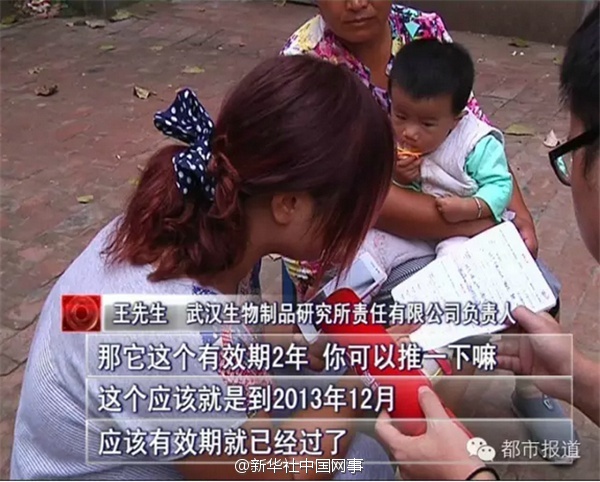 王先生 武汉生物制品研究所责任有限公司负责人
那它这个有效期2年 你可以推一下嘛
这个应该就是到2013年12月
应该有效期就已经过了
都市报道
@新华社中国网事